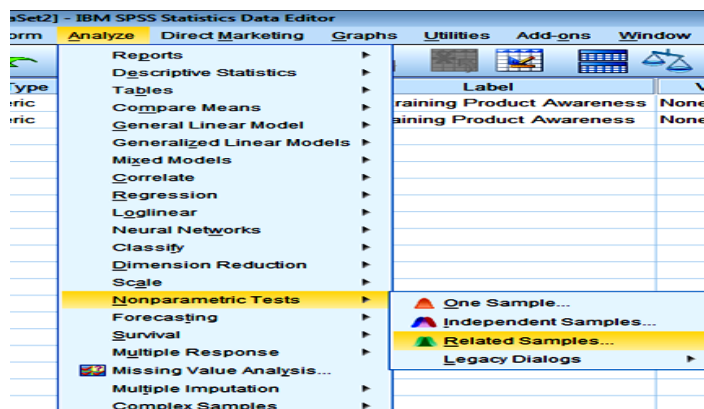 aSet2] - IBM SPSS Statistics Data Editor
orm Analyze Direct Marketing Graphs Utilities Add-ons Window
Type Label V
eric raining Product Awareness None
eric aining Product Awareness None
Reports
Descriptive Statistics
Tables
Compare Means
General Linear Model
Generalized Linear Models
Mixed Models
Correlate
Regression
Loglinear
Neural Networks
Classify
Dimension Reduction
Scale
Nonparametric Tests
Forecasting
Survival
Multiple Response
Missing Value Analysis...
Multiple Imputation
Complex Samples
One Sample...
Independent Samples...
Related Samples...
Legacy Dialogs